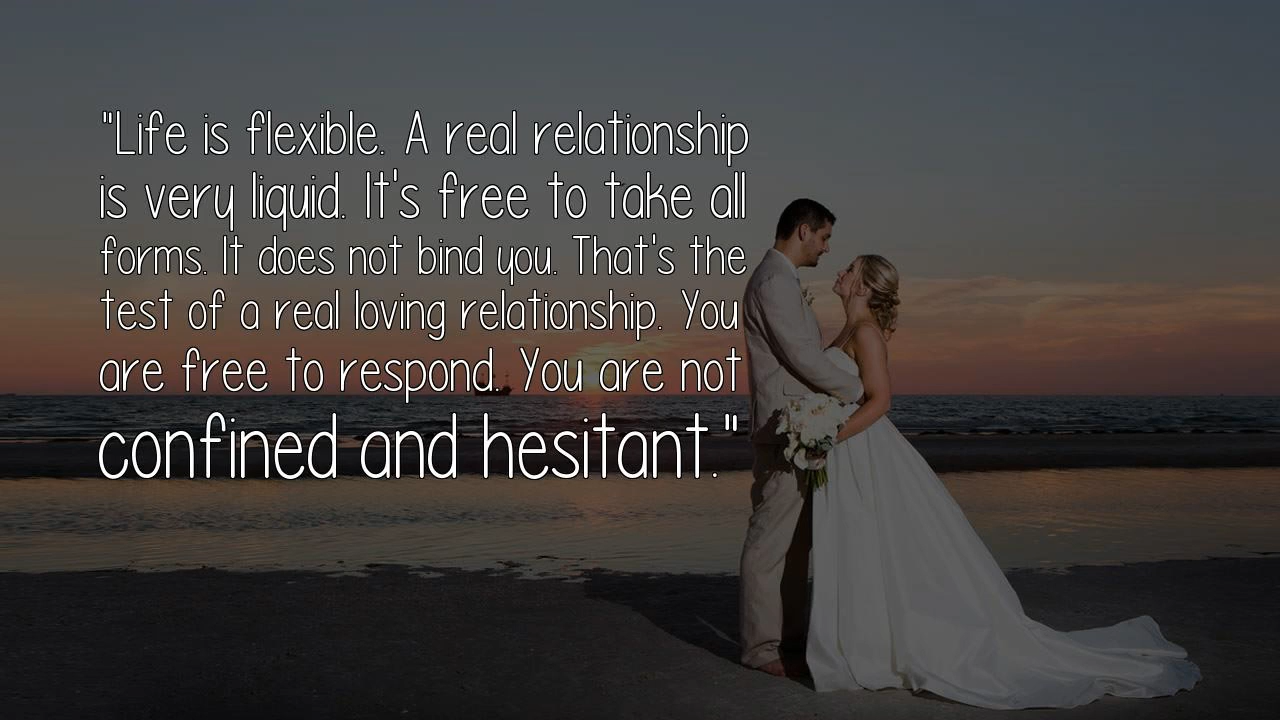 "Life is flexible. A real relationship
is very liquid. It's free to take all
forms. It does not bind you. That's the
test of a real loving relationship. You
are free to respond. You are not
confined and hesitant."